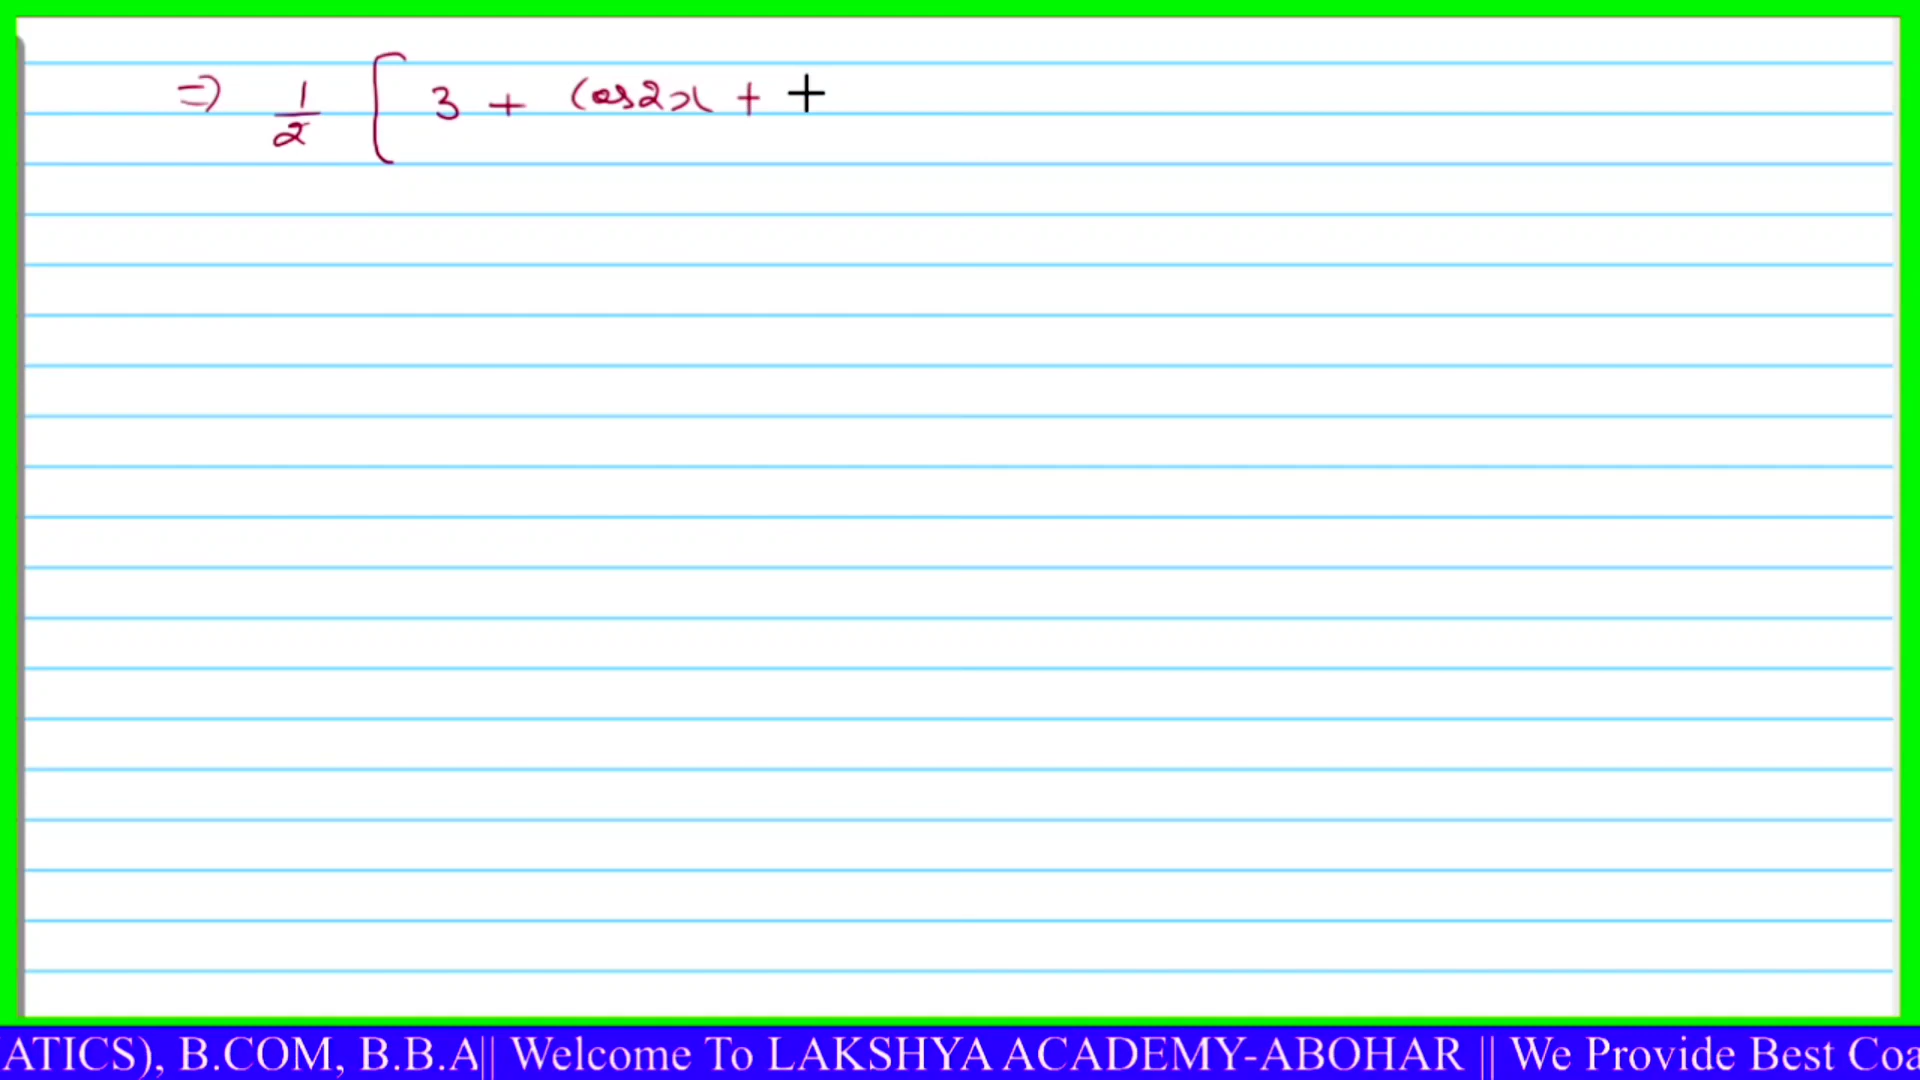 ⇒ 1/2 [ 3 + Cos2x +
ATICS), B.COM, B.B.A|| Welcome To LAKSHYA ACADEMY-ABOHAR || We Provide Best Coa